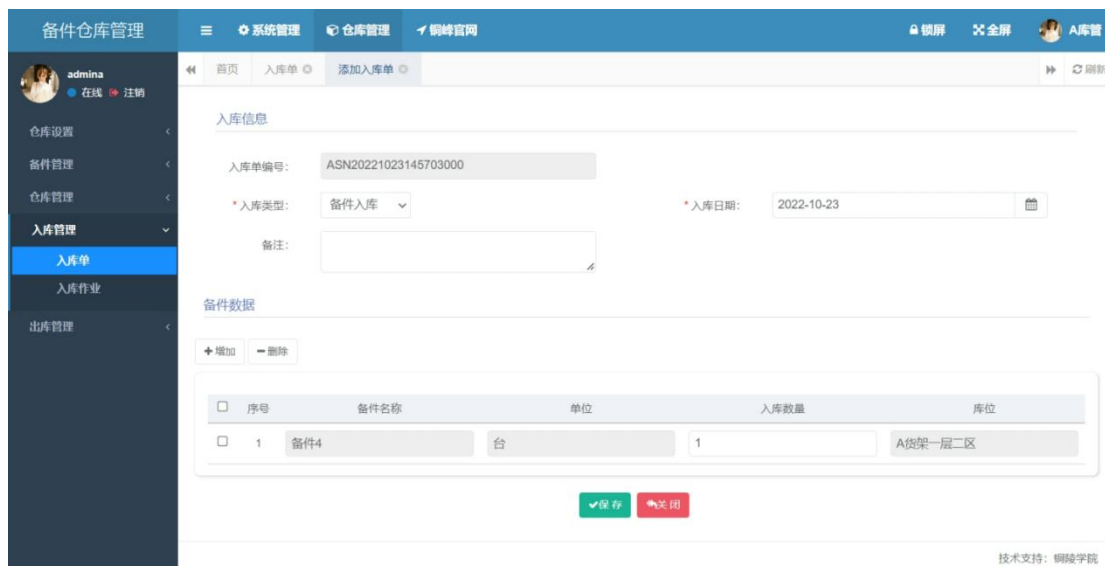 备件仓库管理 系统管理 仓库管理 铜峰官网 锁屏 全屏 A库管
admina
在线 注销
首页 入库单 添加入库单 刷新
仓库设置
备件管理
仓库管理
入库管理
入库单
入库作业
出库管理
入库信息
入库单编号: ASN20221023145703000
* 入库类型: 备件入库 * 入库日期: 2022-10-23
备注:
备件数据
增加 删除
序号 备件名称 单位 入库数量 库位
1 备件4 台 1 A货架一层二区
保存 关闭
技术支持：铜陵学院